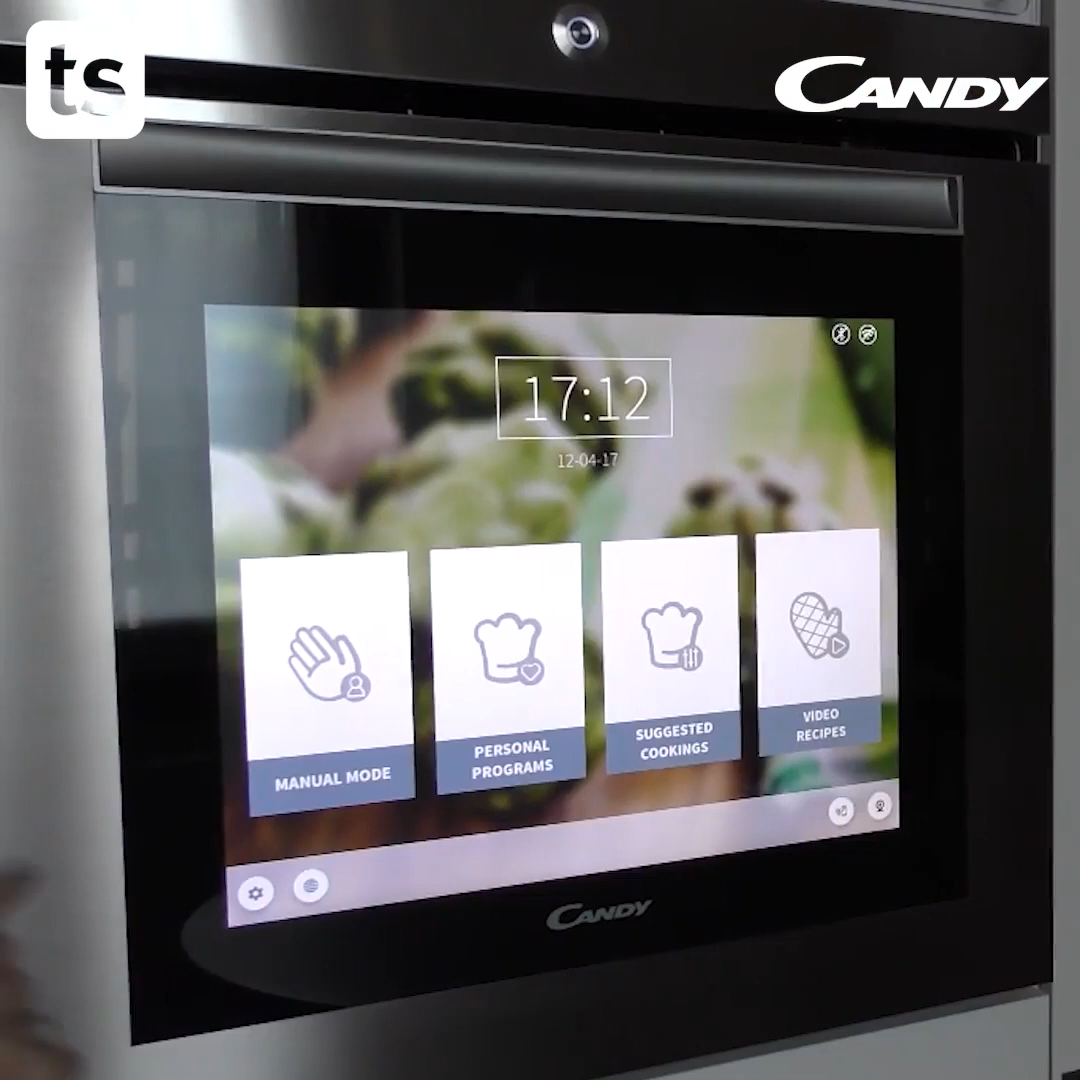 ts
CANDY
17:12
12-04-17
MANUAL MODE
PERSONAL
PROGRAMS
SUGGESTED
COOKINGS
VIDEO
RECIPES
CANDY